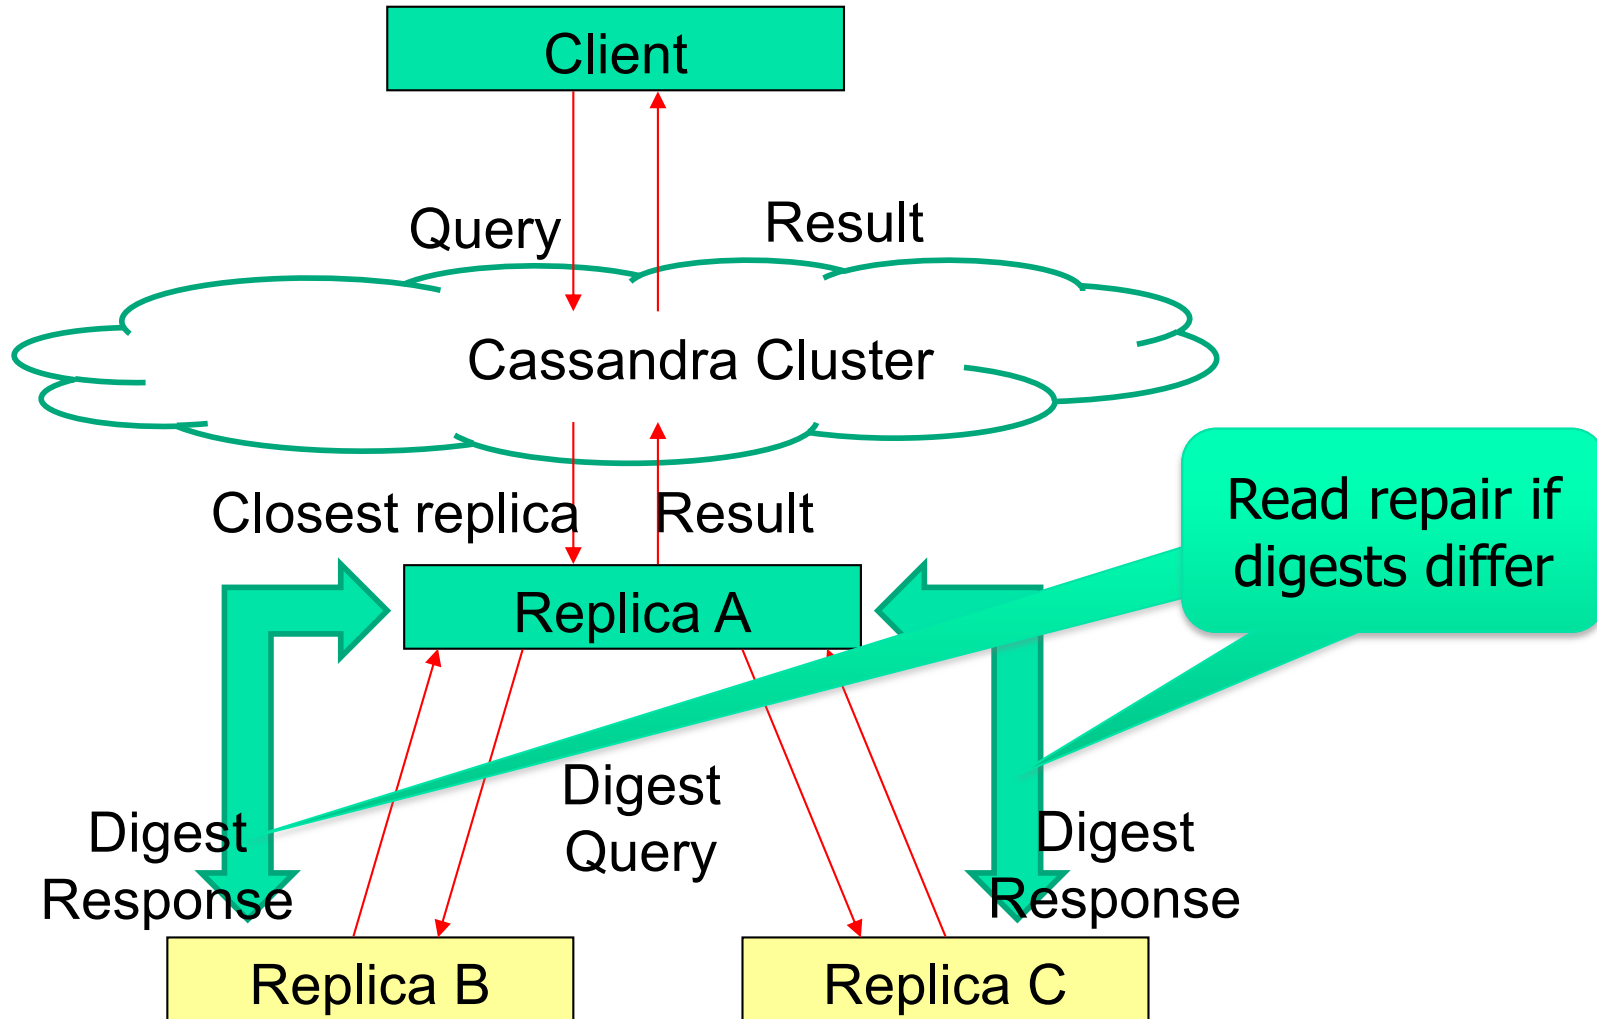 Client
Query
Result
Cassandra Cluster
Closest replica
Result
Read repair if
digests differ
Replica A
Digest
Query
Digest
Response
Digest
Response
Replica B
Replica C